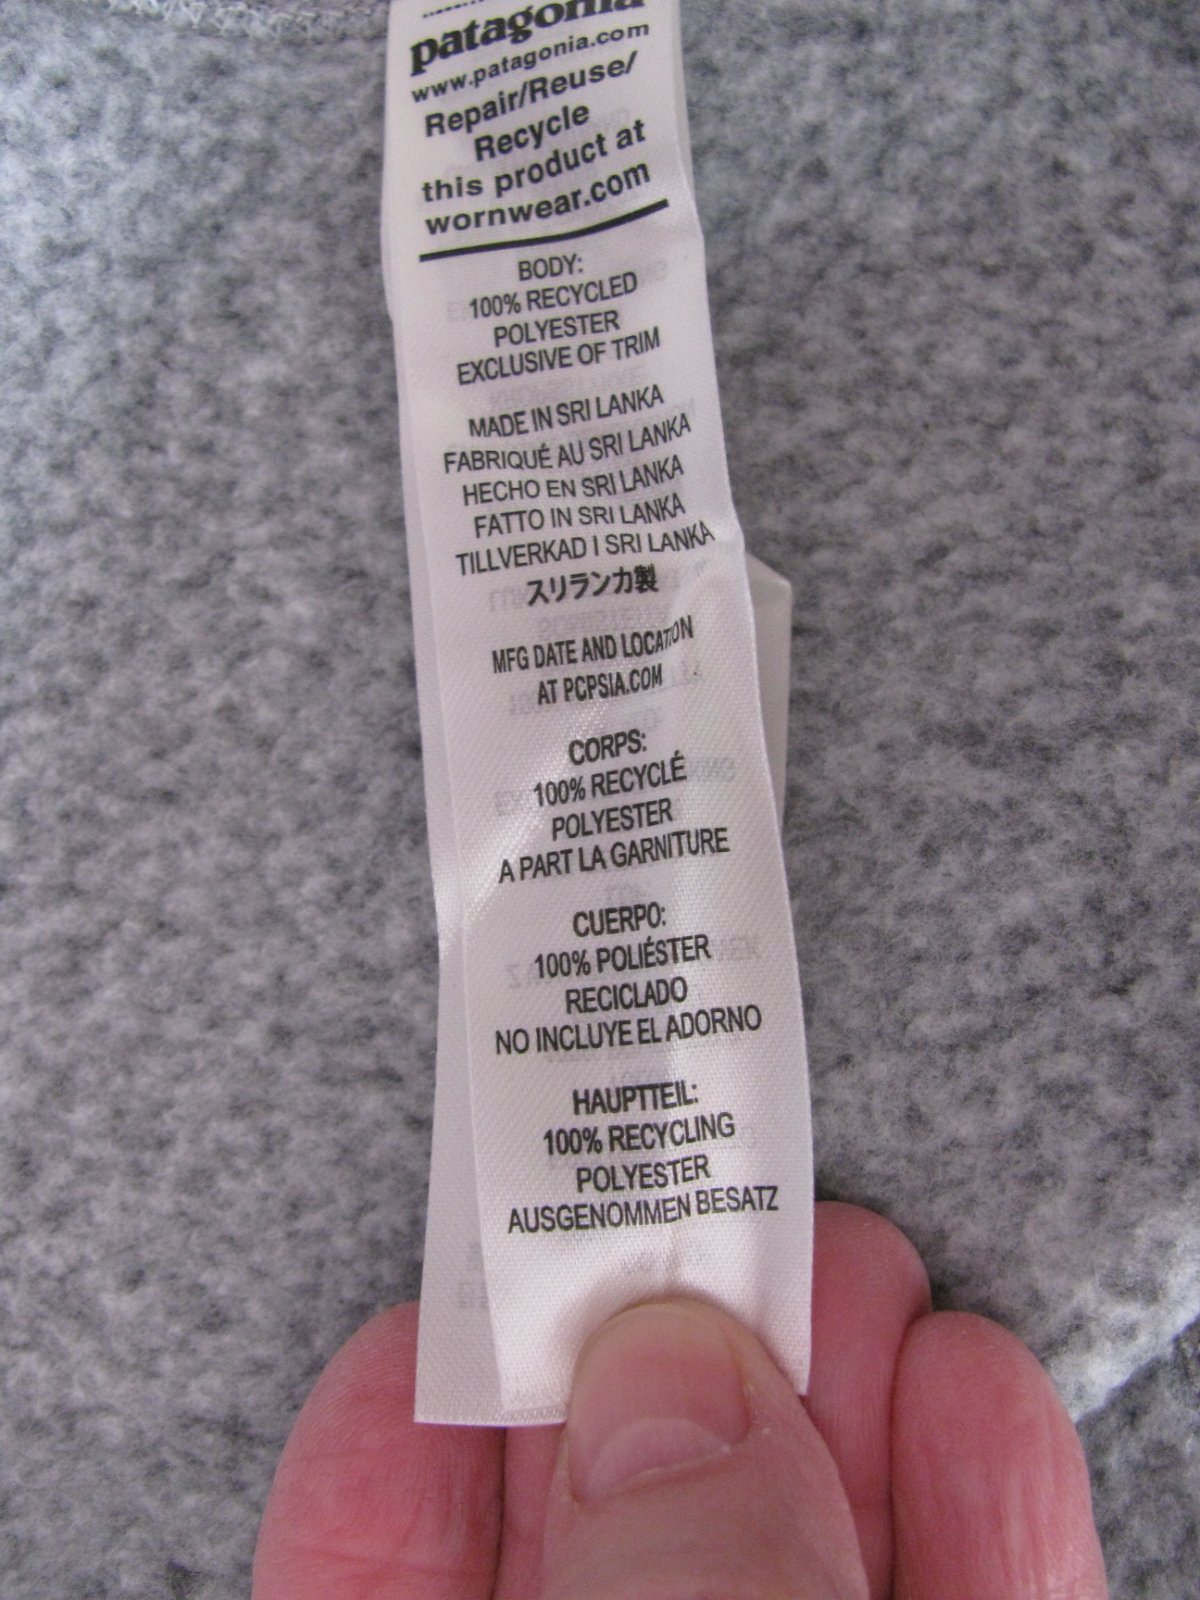 patagonia
www.patagonia.com
Repair/Reuse/
Recycle
this product at
wornwear.com
BODY:
100% RECYCLED
POLYESTER
EXCLUSIVE OF TRIM
MADE IN SRI LANKA
FABRIQUÉ AU SRI LANKA
HECHO EN SRI LANKA
FATTO IN SRI LANKA
TILLVERKAD I SRI LANKA
スリランカ製
MFG DATE AND LOCATION
AT PCPSIA.COM
CORPS:
100% RECYCLÉ
POLYESTER
A PART LA GARNITURE
CUERPO:
100% POLIÉSTER
RECICLADO
NO INCLUYE EL ADORNO
HAUPTTEIL:
100% RECYCLING
POLYESTER
AUSGENOMMEN BESATZ